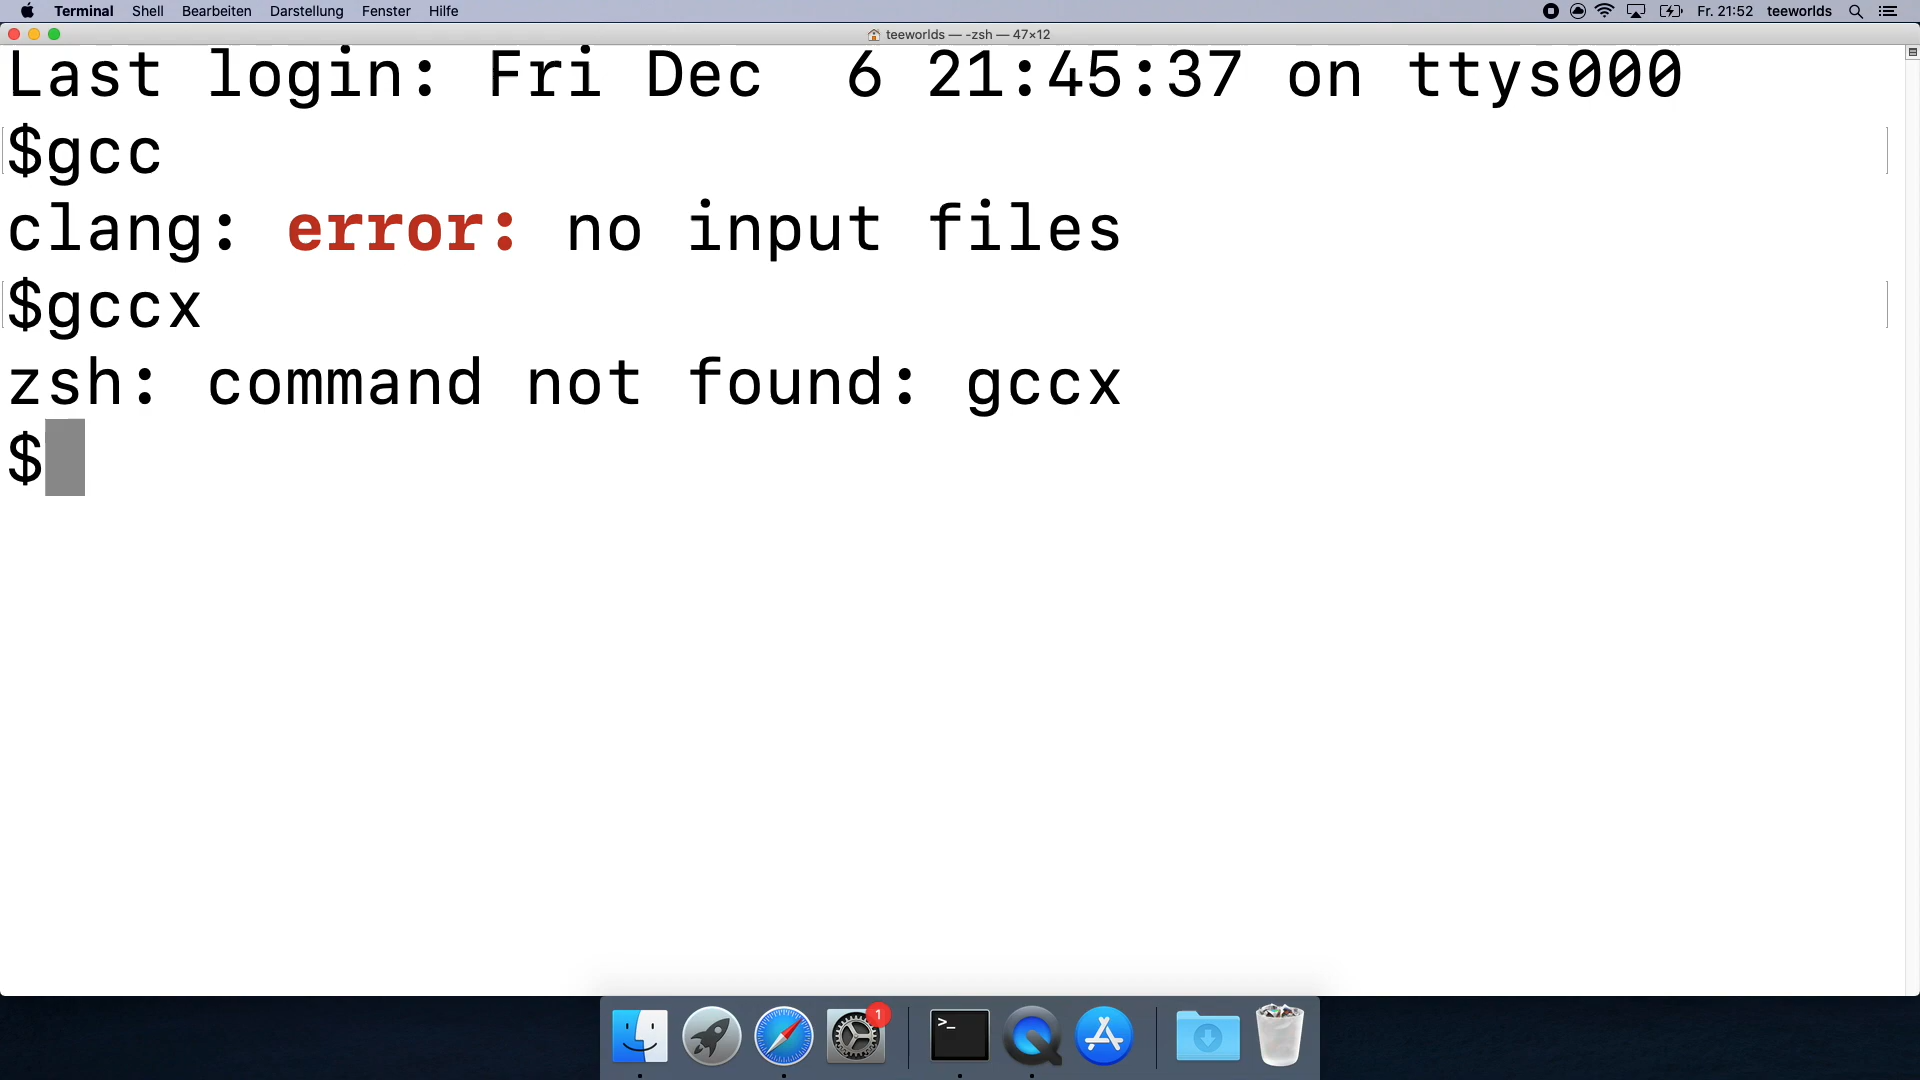 Terminal Shell Bearbeiten Darstellung Fenster Hilfe Fr. 21:52 teeworlds
teeworlds — -zsh — 47×12
Last login: Fri Dec  6 21:45:37 on ttys000
$gcc
clang: error: no input files
$gccx
zsh: command not found: gccx
$
1
>_